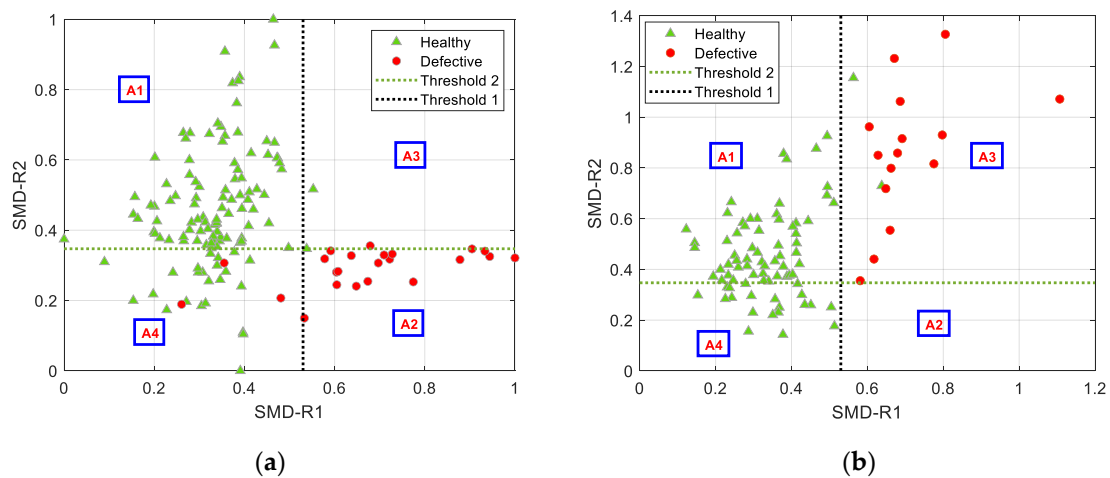 1
0.8
0.6
0.4
0.2
0
SMD-R2
A1
A3
A4
A2
Healthy
Defective
Threshold 2
Threshold 1
0
0.2
0.4
0.6
0.8
1
SMD-R1
(a)
1.4
1.2
1
0.8
0.6
0.4
0.2
0
SMD-R2
Healthy
Defective
Threshold 2
Threshold 1
A1
A3
A4
A2
0
0.2
0.4
0.6
0.8
1
1.2
SMD-R1
(b)